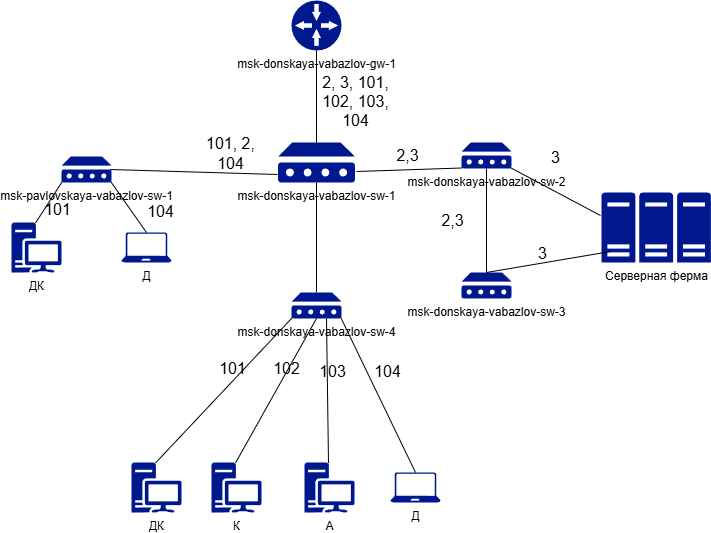 msk-donskaya-vabazlov-gw-1
2, 3, 101,
102, 103,
104
101, 2,
104
2,3
3
msk-pavlovskaya-vabazlov-sw-1
msk-donskaya-vabazlov-sw-1
msk-donskaya-vabazlov-sw-2
101
104
2,3
3
ДК
Д
Серверная ферма
msk-donskaya-vabazlov-sw-3
msk-donskaya-vabazlov-sw-4
101
102
103
104
ДК
К
А
Д